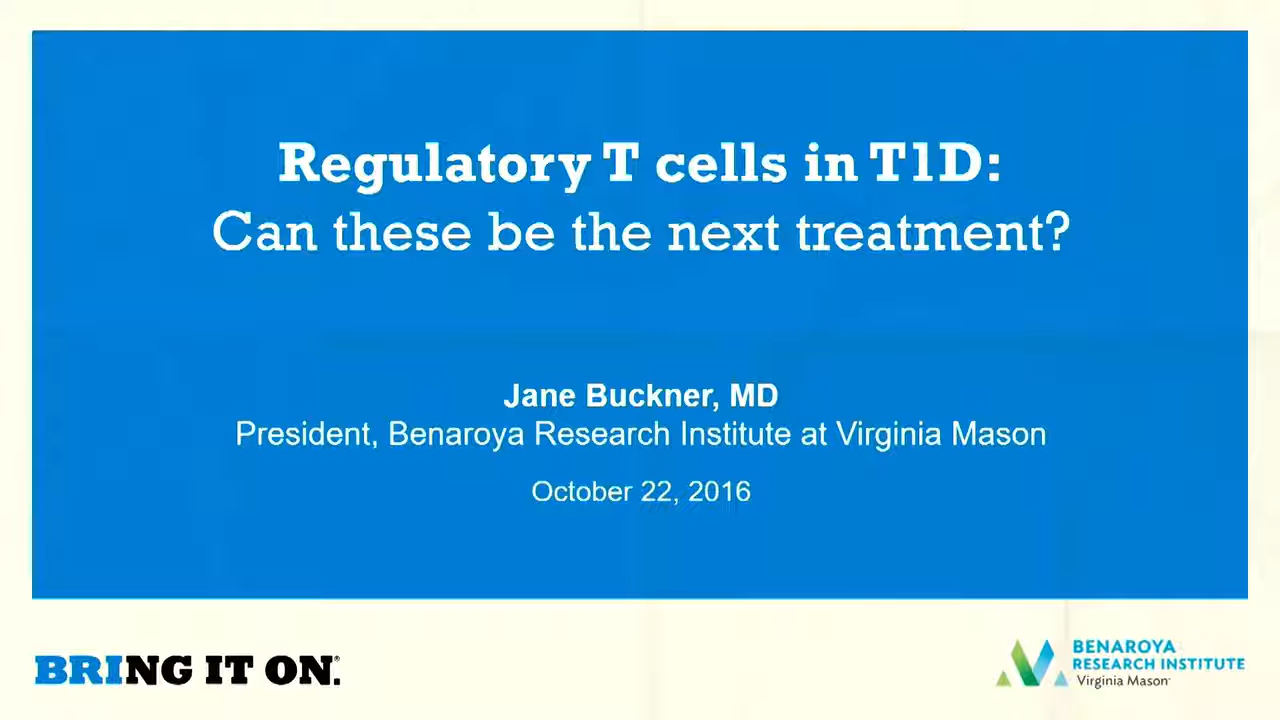 Regulatory T cells in T1D:
Can these be the next treatment?
Jane Buckner, MD
President, Benaroya Research Institute at Virginia Mason
October 22, 2016
BRING IT ON.®
BENAROYA
RESEARCH INSTITUTE
Virginia Mason